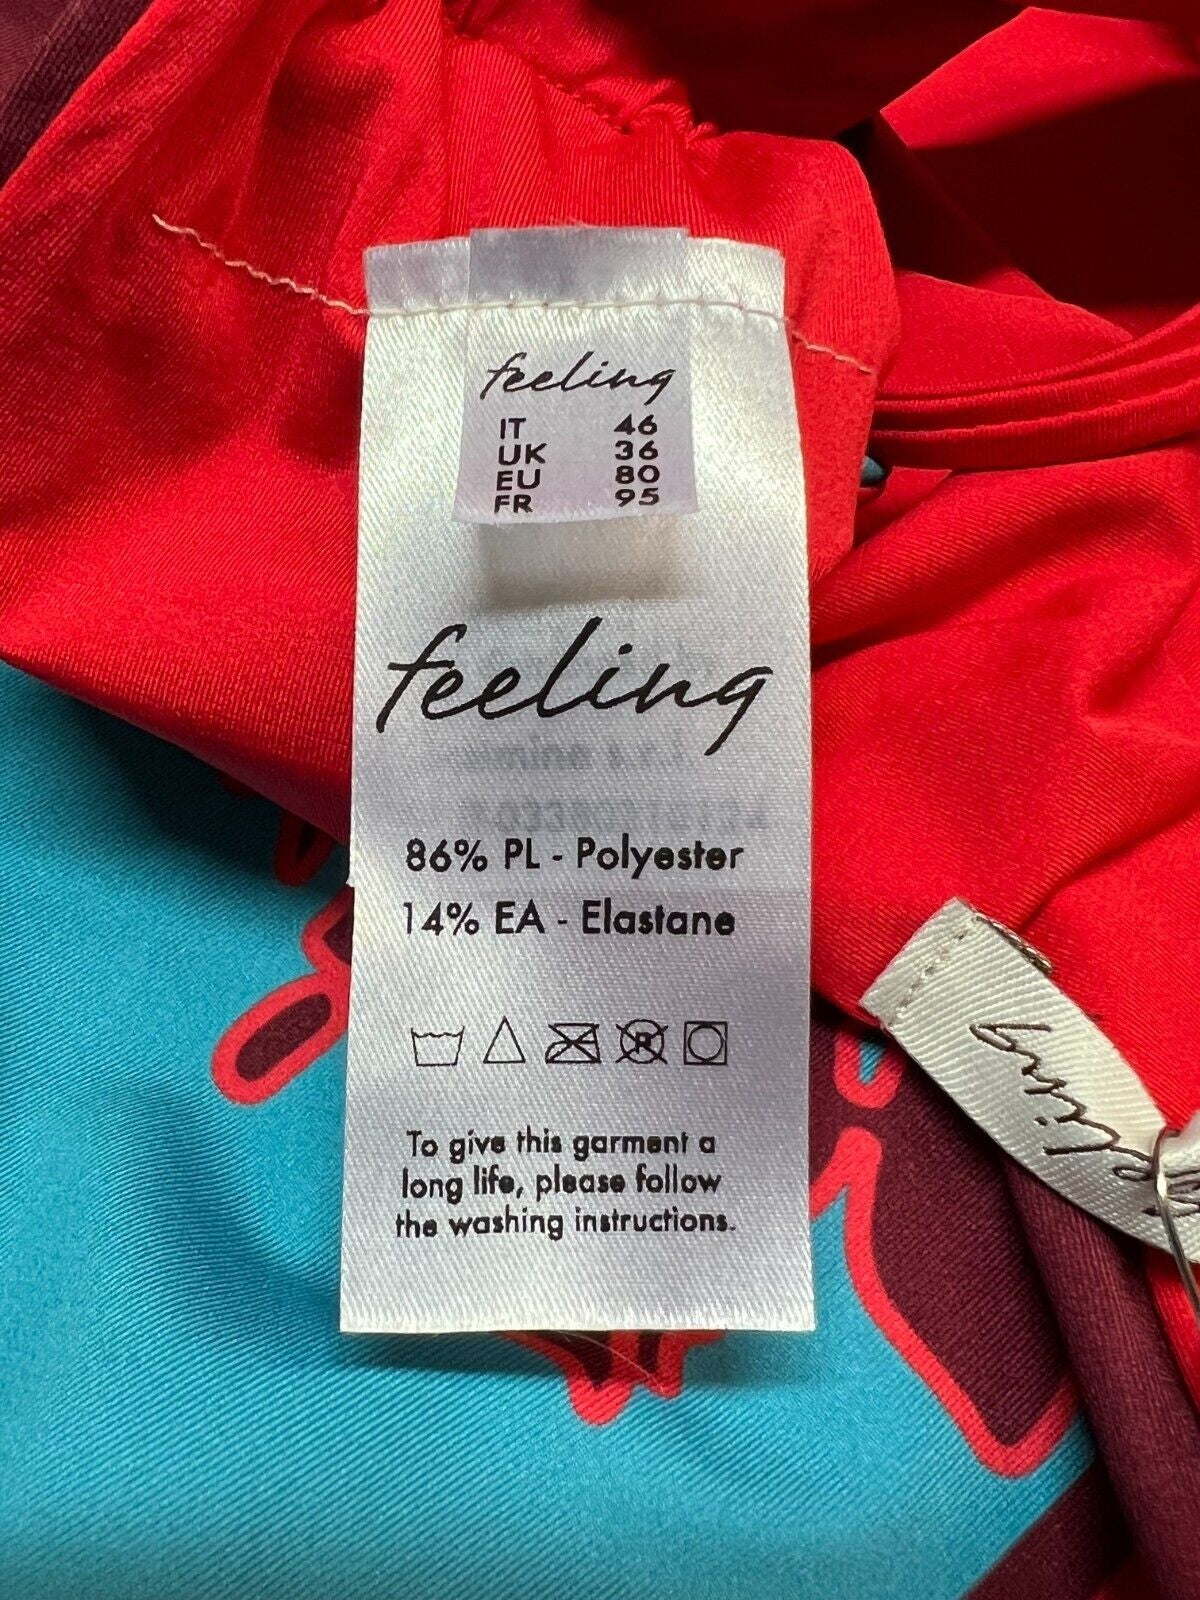 feeling
IT 46
UK 36
EU 80
FR 95
feeling
86% PL - Polyester
14% EA - Elastane
R
To give this garment a
long life, please follow
the washing instructions.